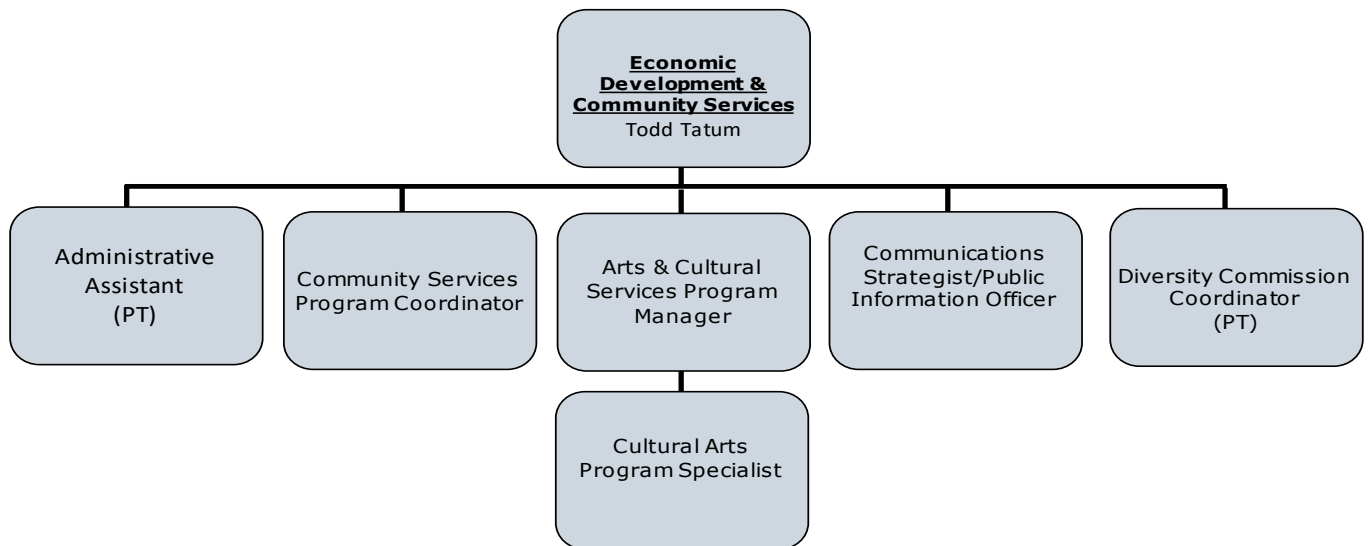 Economic
Development &
Community Services
Todd Tatum
Administrative
Assistant
(PT)
Community Services
Program Coordinator
Arts & Cultural
Services Program
Manager
Communications
Strategist/Public
Information Officer
Diversity Commission
Coordinator
(PT)
Cultural Arts
Program Specialist